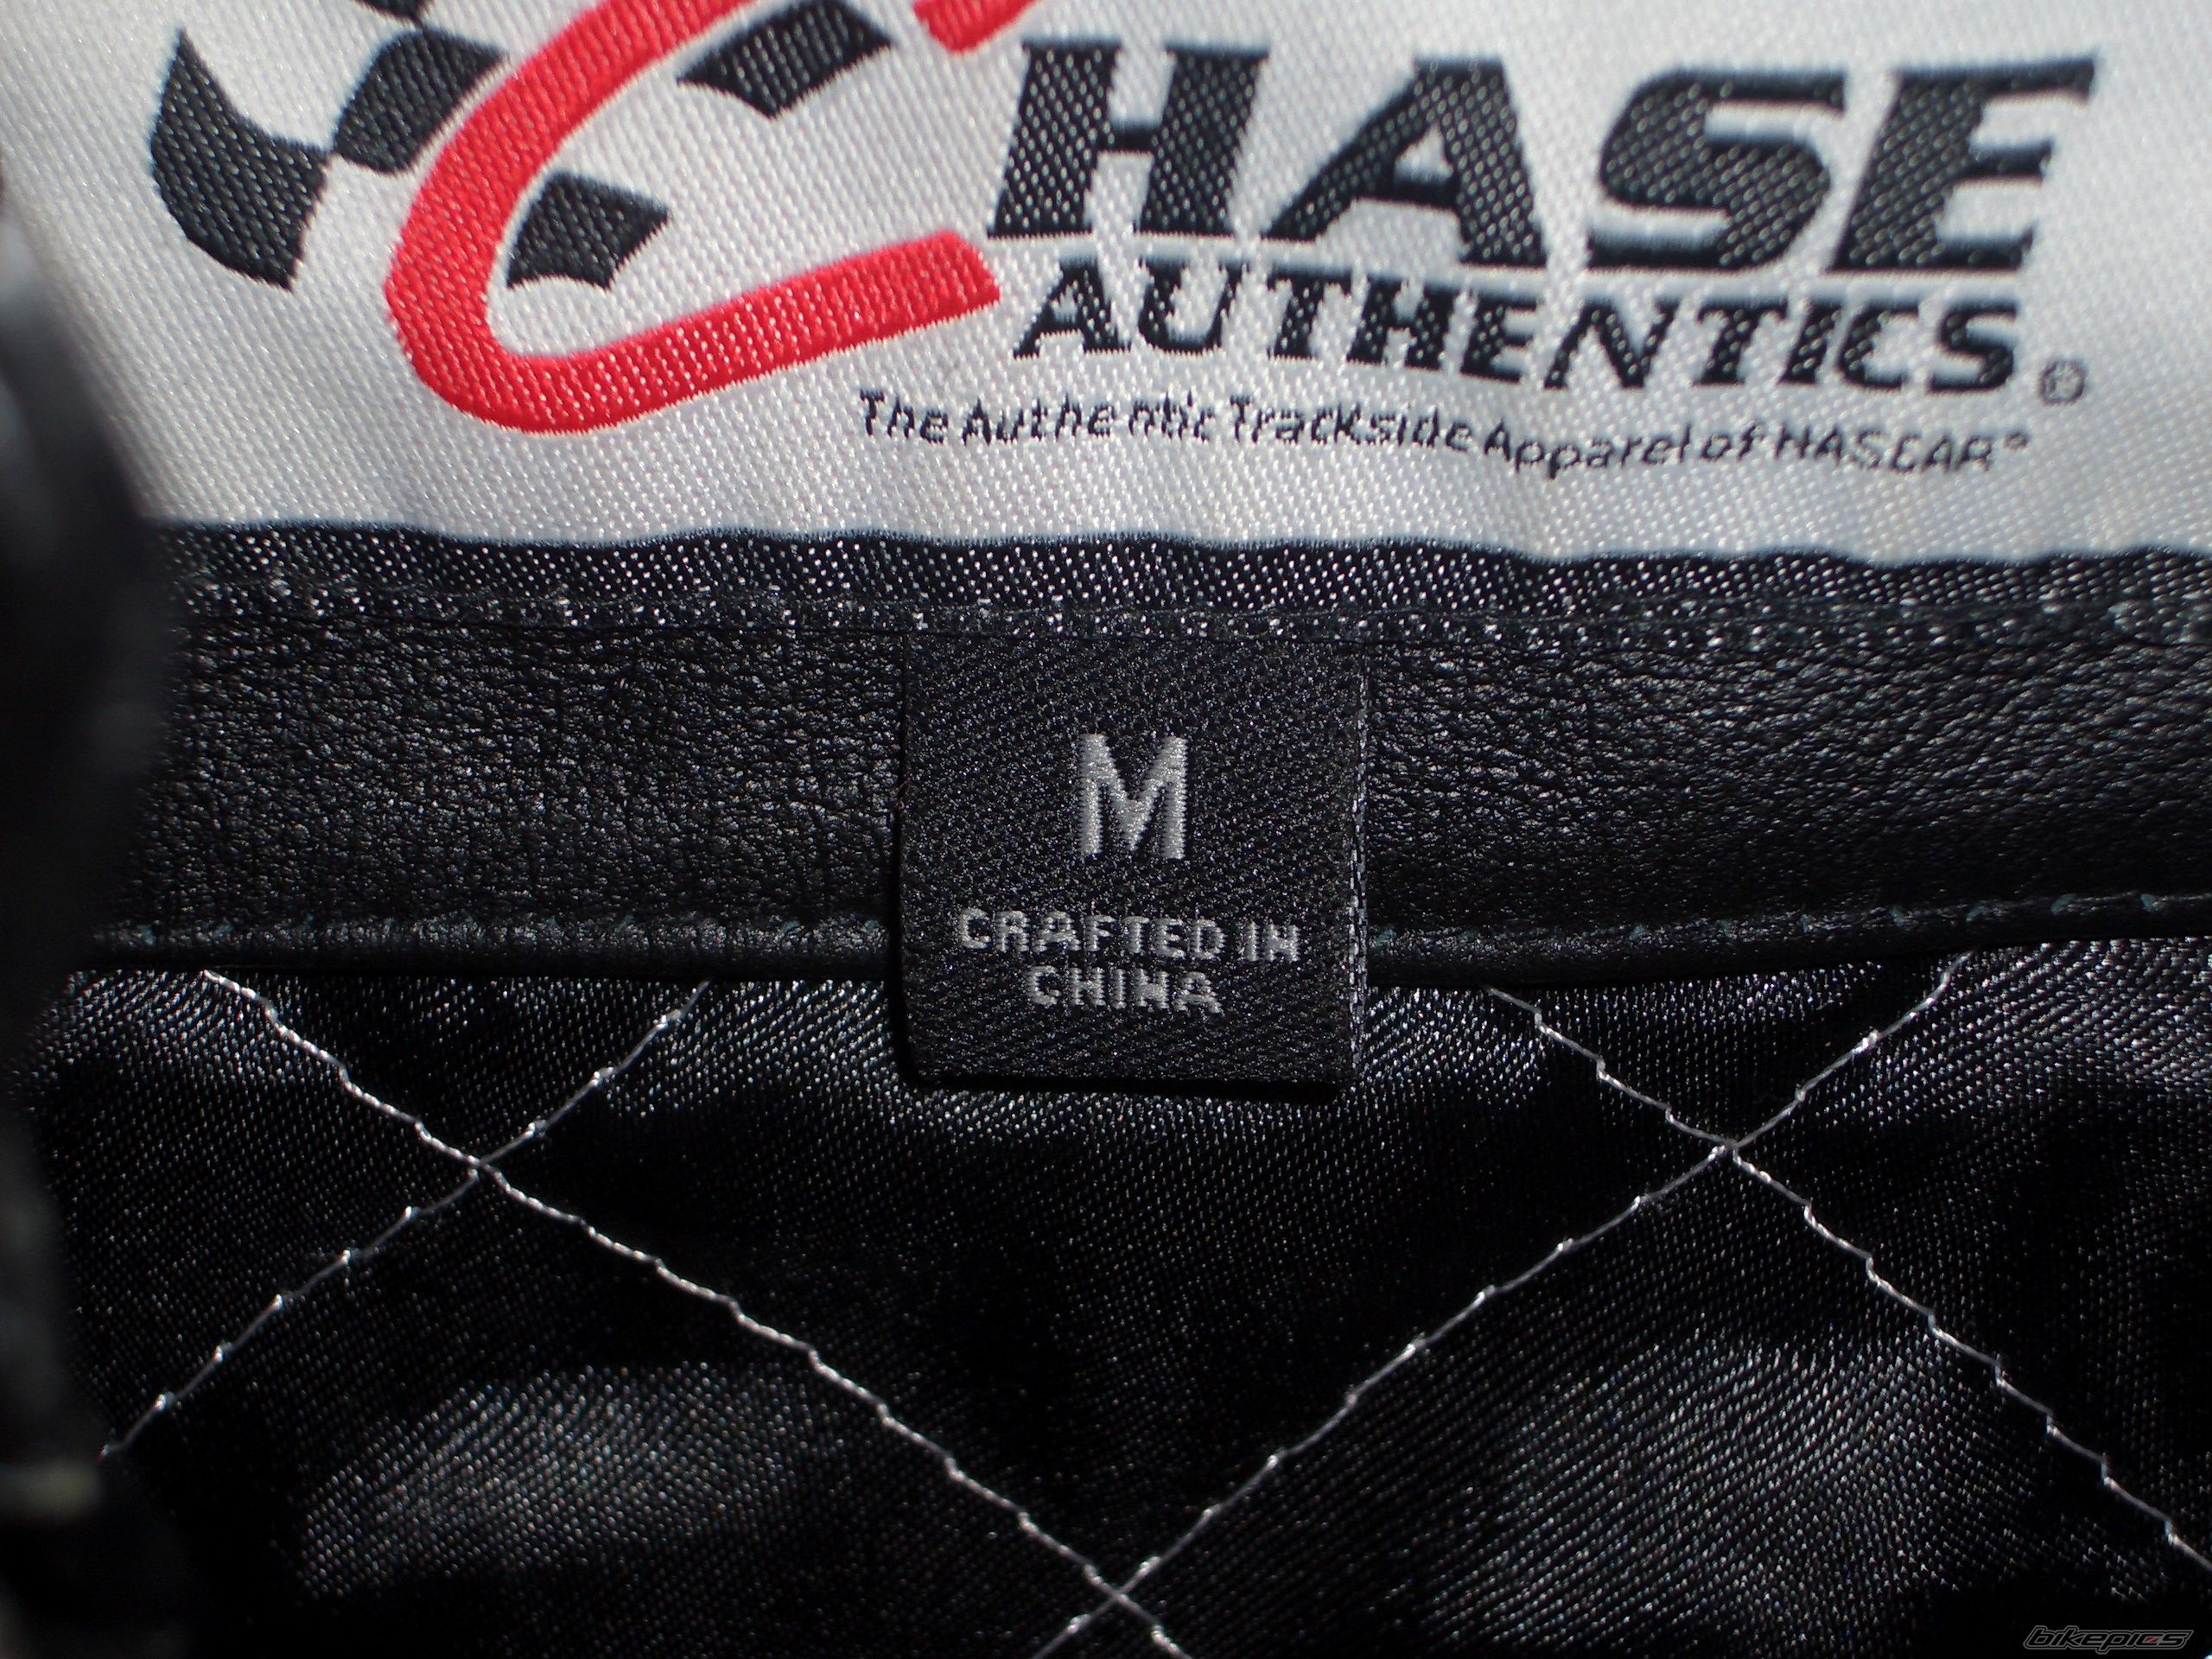 CHASE
AUTHENTICS®
The Authentic Trackside Apparel of NASCAR®
M
CRAFTED IN
CHINA
bikepics